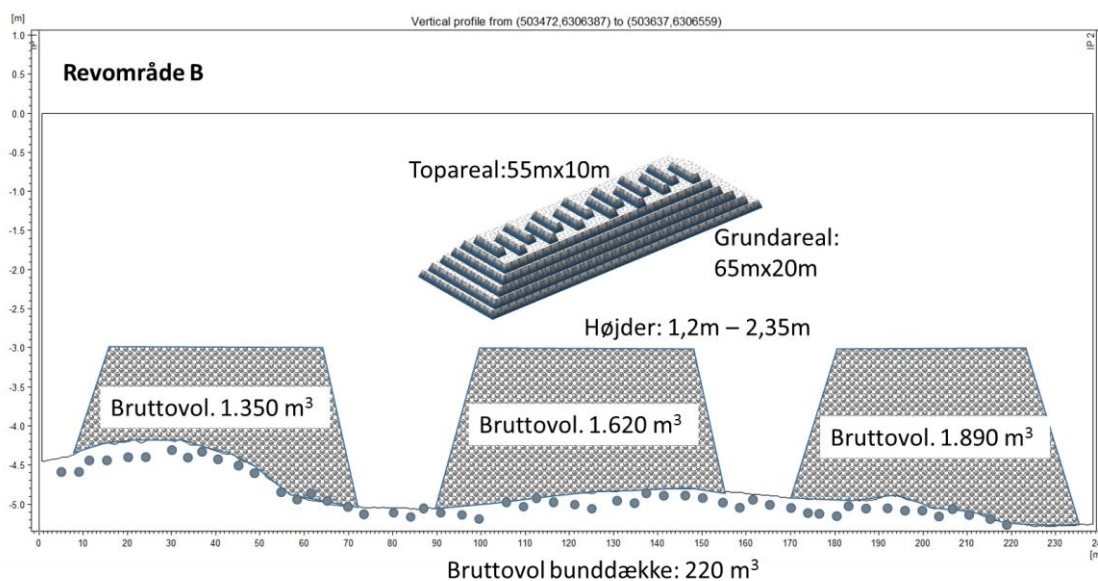 Vertical profile from (503472,6306387) to (503637,6306559)
[m]
1.0
0.5
0.0
-0.5
-1.0
-1.5
-2.0
-2.5
-3.0
-3.5
-4.0
-4.5
-5.0
IP 2
Revområde B
Topareal:55mx10m
Grundareal:
65mx20m
Højder: 1,2m – 2,35m
Bruttovol. 1.350 m³
Bruttovol. 1.620 m³
Bruttovol. 1.890 m³
0 10 20 30 40 50 60 70 80 90 100 110 120 130 140 150 160 170 180 190 200 210 220 230
Bruttovol bunddække: 220 m³